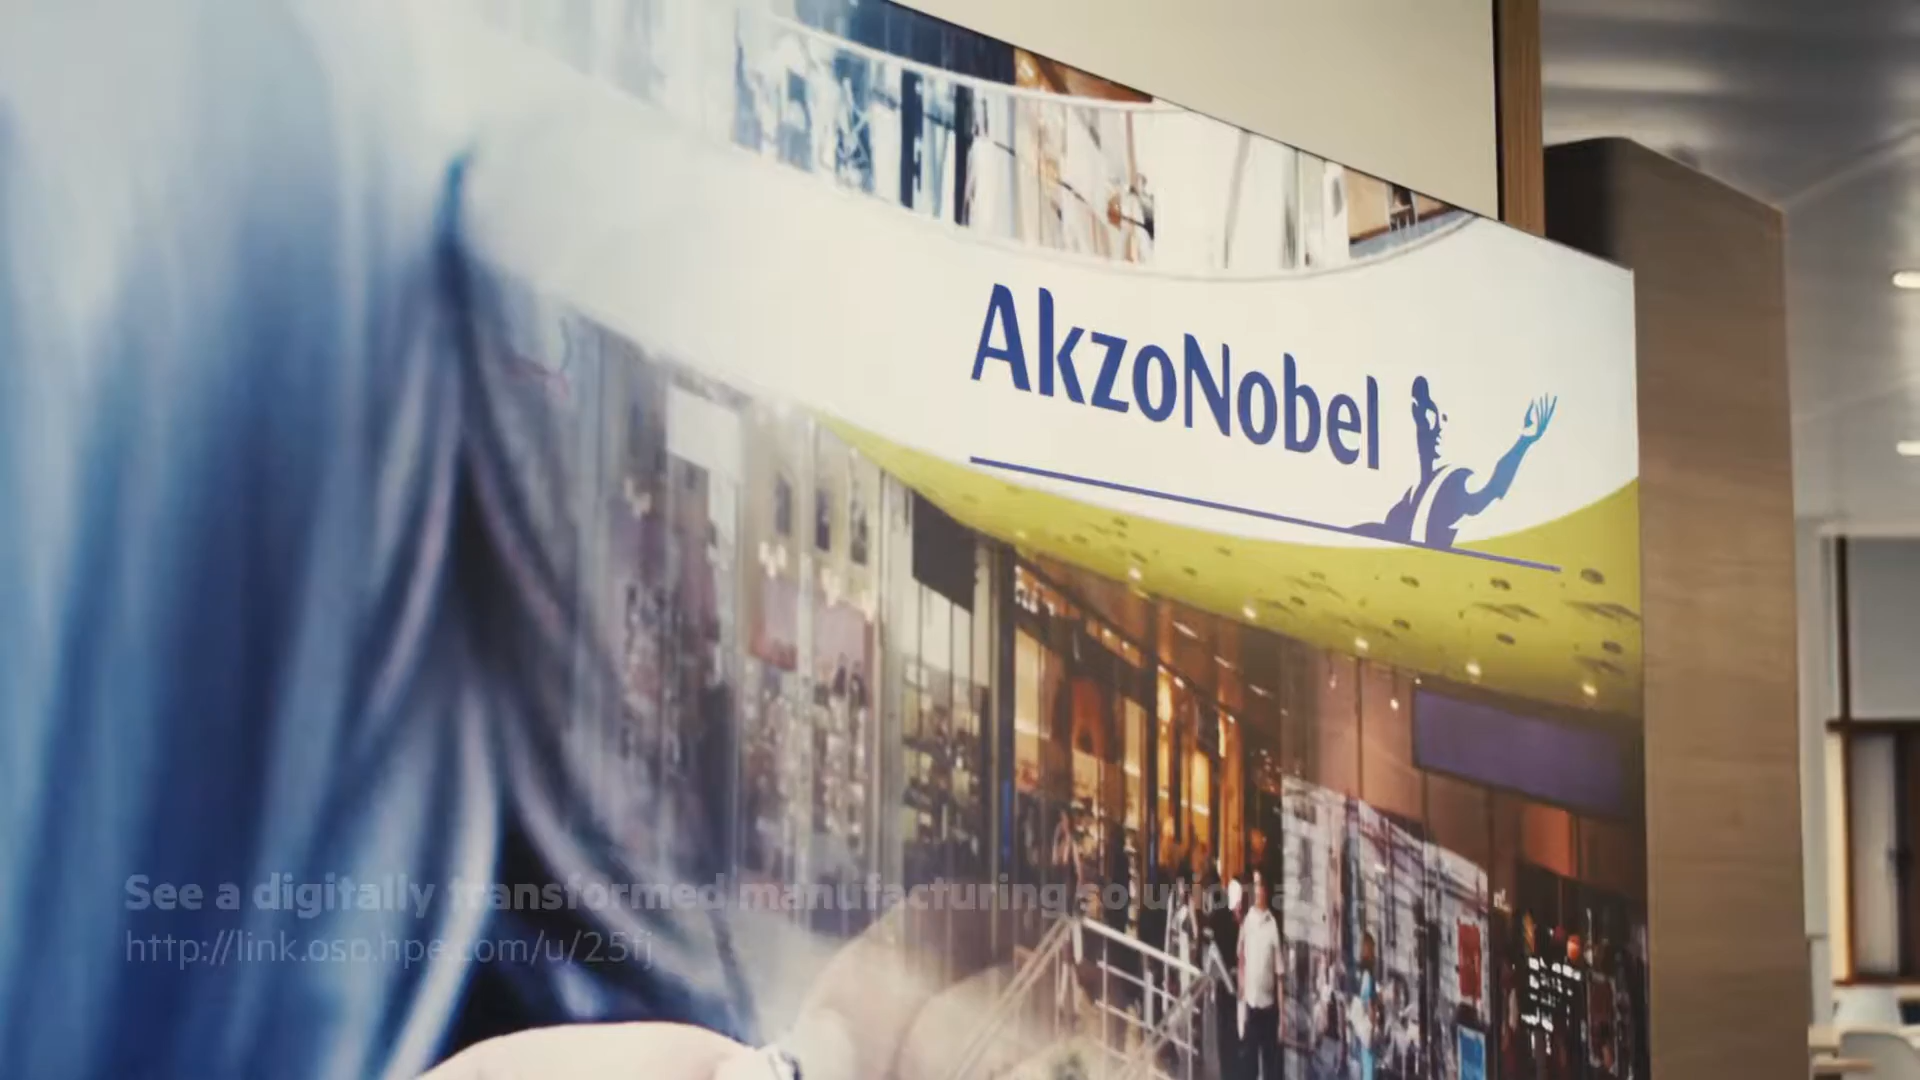 AkzoNobel
See a digitally transformed manufacturing solution at
http://link.oso.hpe.com/u/25fj